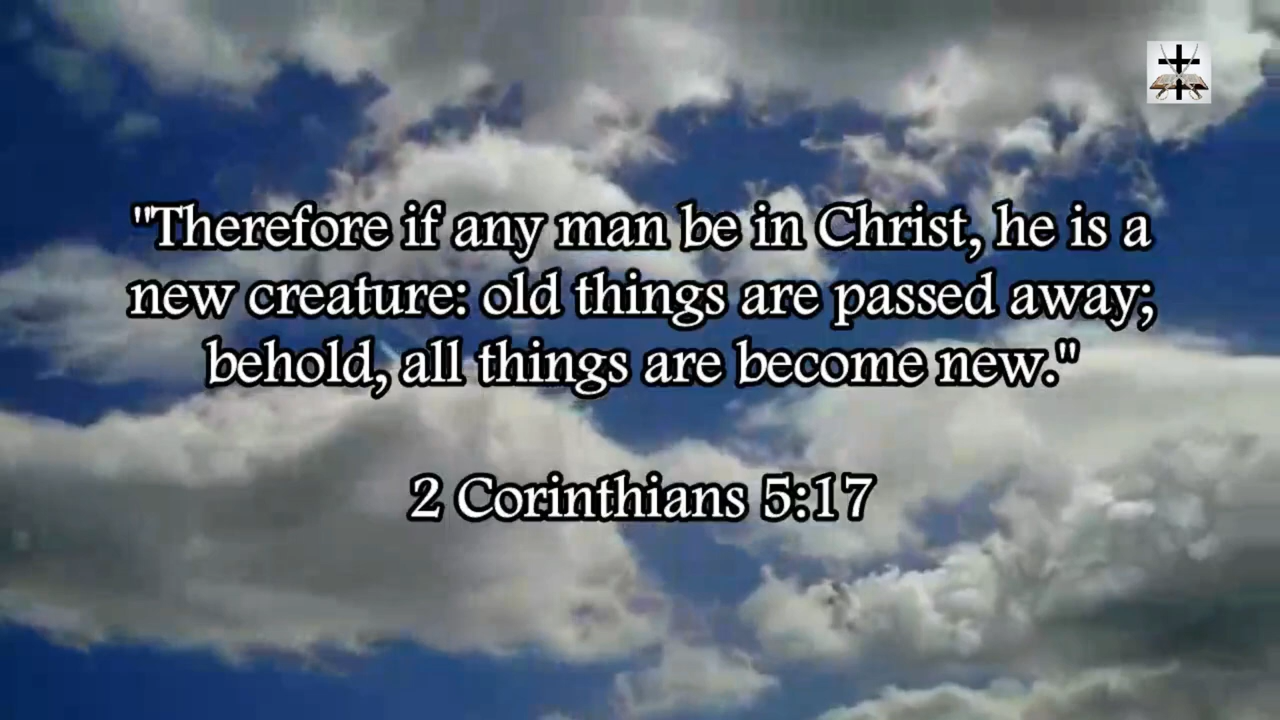 "Therefore if any man be in Christ, he is a
new creature: old things are passed away;
behold, all things are become new."
2 Corinthians 5:17